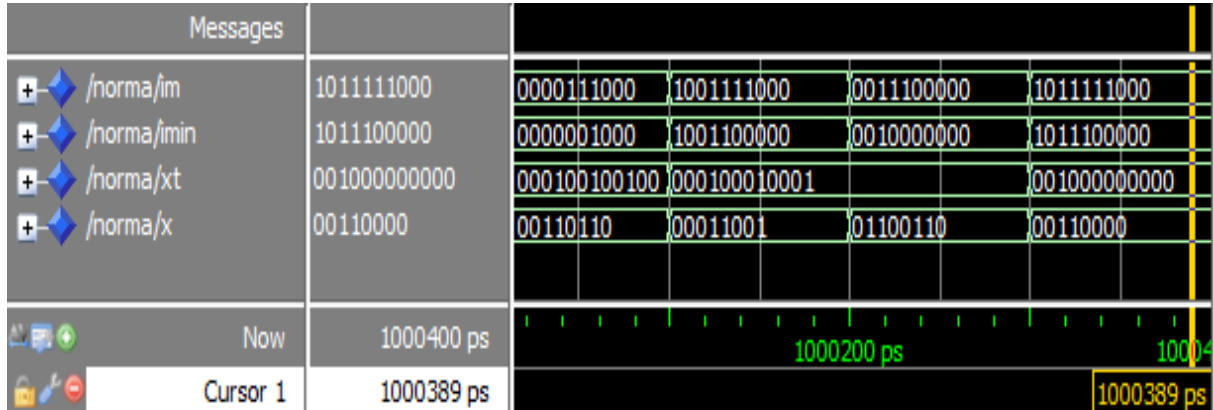 Messages
/norma/im 1011111000 0000111000 1001111000 0011100000 1011111000
/norma/imin 1011100000 0000001000 1001100000 0010000000 1011100000
/norma/xt 001000000000 000100100100 000100010001 001000000000
/norma/x 00110000 00110110 00011001 01100110 00110000
Now 1000400 ps 1000200 ps
Cursor 1 1000389 ps 1000389 ps